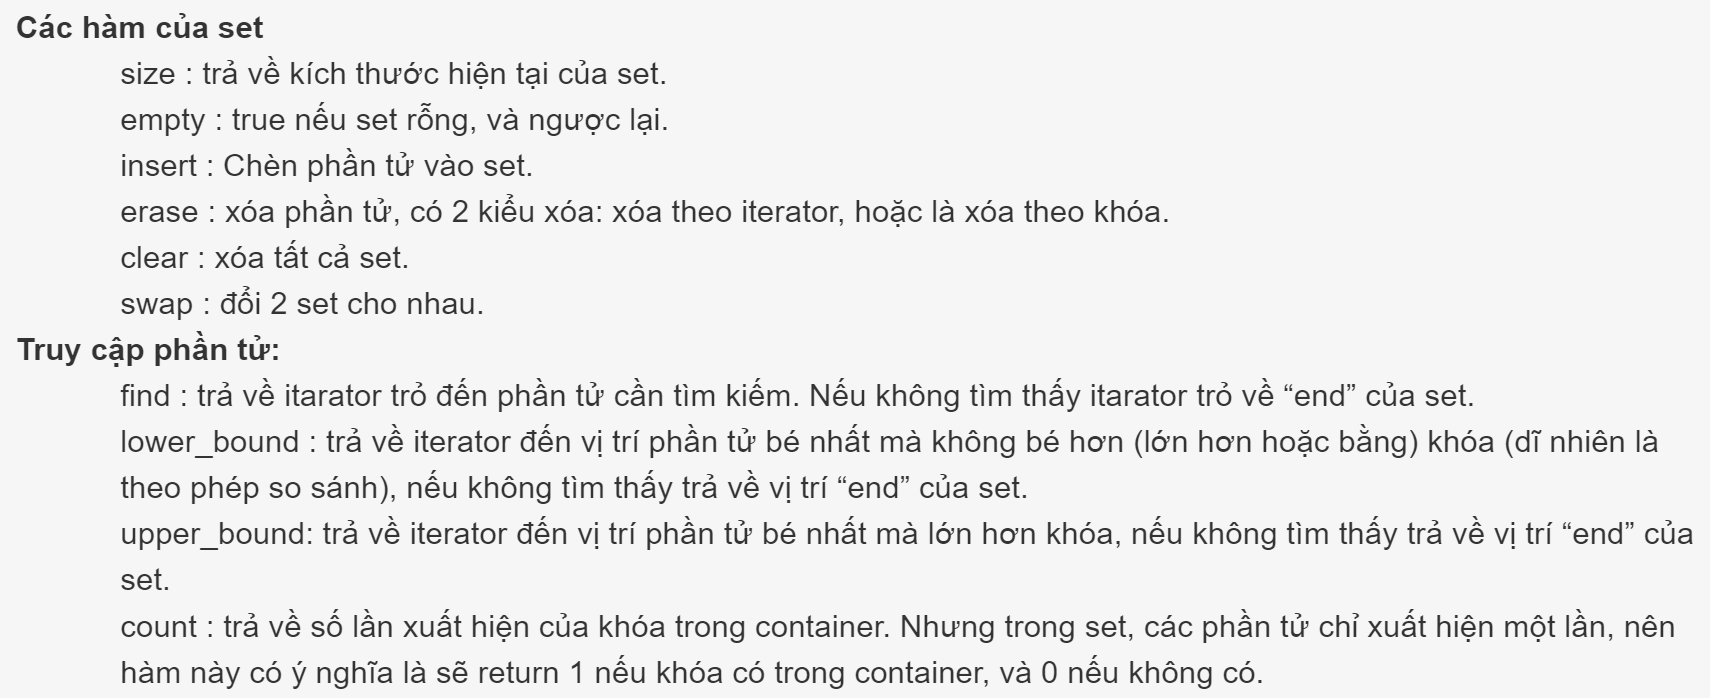 Các hàm của set
size : trả về kích thước hiện tại của set.
empty : true nếu set rỗng, và ngược lại.
insert : Chèn phần tử vào set.
erase : xóa phần tử, có 2 kiểu xóa: xóa theo iterator, hoặc là xóa theo khóa.
clear : xóa tất cả set.
swap : đổi 2 set cho nhau.
Truy cập phần tử:
find : trả về itarator trỏ đến phần tử cần tìm kiếm. Nếu không tìm thấy itarator trỏ về “end” của set.
lower_bound : trả về iterator đến vị trí phần tử bé nhất mà không bé hơn (lớn hơn hoặc bằng) khóa (dĩ nhiên là
theo phép so sánh), nếu không tìm thấy trả về vị trí “end” của set.
upper_bound: trả về iterator đến vị trí phần tử bé nhất mà lớn hơn khóa, nếu không tìm thấy trả về vị trí “end” của
set.
count : trả về số lần xuất hiện của khóa trong container. Nhưng trong set, các phần tử chỉ xuất hiện một lần, nên
hàm này có ý nghĩa là sẽ return 1 nếu khóa có trong container, và 0 nếu không có.